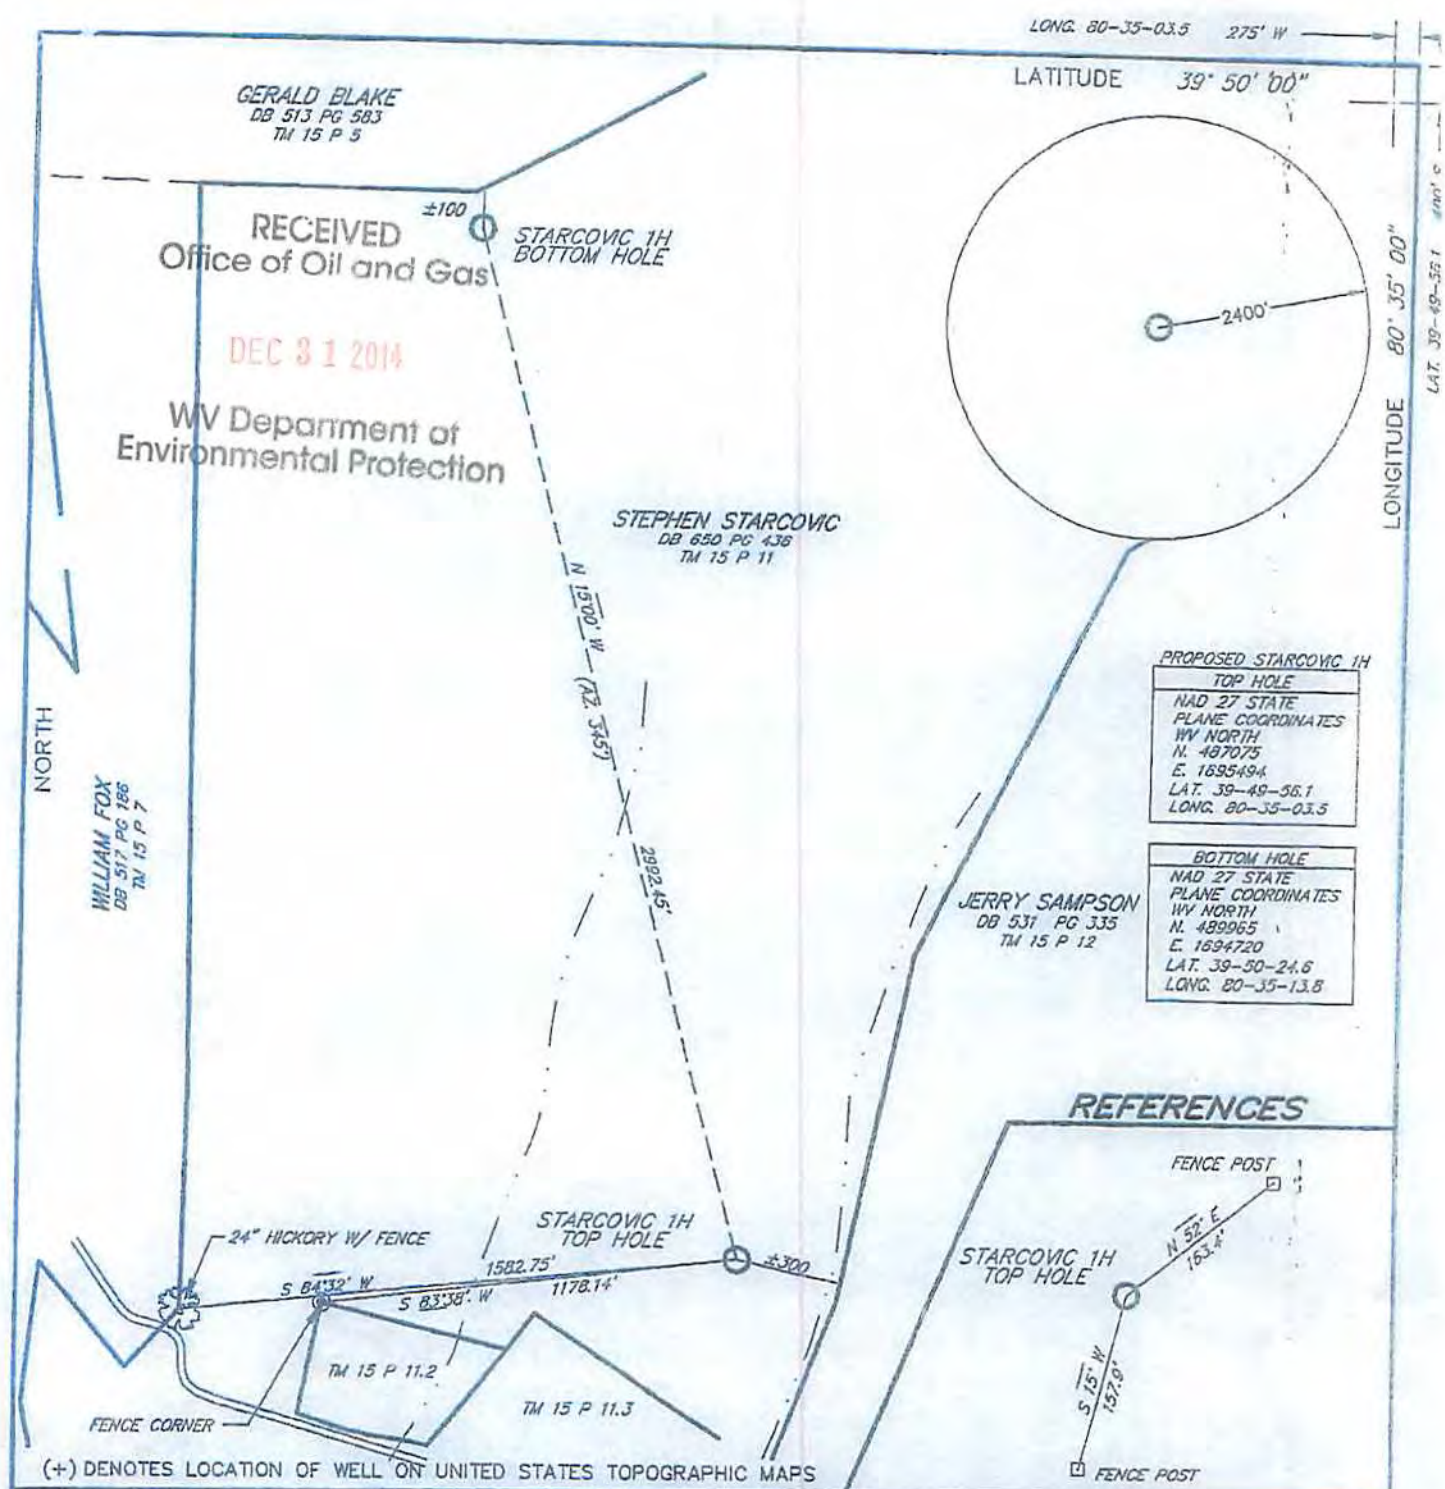 LONG. 80-35-03.5 275' W
LATITUDE 39° 50' 00"
GERALD BLAKE
DB 513 PG 583
TM 15 P 5
±100
STARCOVIC 1H
BOTTOM HOLE
RECEIVED
Office of Oil and Gas
DEC 31 2014
WV Department of
Environmental Protection
2400'
LONGITUDE 80° 35' 00"
LAT. 39-49-56.1
STEPHEN STARCOVIC
DB 650 PG 436
TM 15 P 11
N 15°00' W (AZ 345°)
2992.45'
NORTH
WILLIAM FOX
DB 517 PG 186
TM 15 P 7
PROPOSED STARCOVIC 1H
TOP HOLE
NAD 27 STATE
PLANE COORDINATES
WV NORTH
N. 487075
E. 1695494
LAT. 39-49-56.1
LONG. 80-35-03.5
BOTTOM HOLE
NAD 27 STATE
PLANE COORDINATES
WV NORTH
N. 489965
E. 1694720
LAT. 39-50-24.6
LONG. 80-35-13.8
JERRY SAMPSON
DB 531 PG 335
TM 15 P 12
REFERENCES
FENCE POST
N 52° E
163.4'
STARCOVIC 1H
TOP HOLE
S 15° W
157.9'
FENCE POST
24" HICKORY W/ FENCE
STARCOVIC 1H
TOP HOLE
±300
S 84°32' W 1582.75'
S 83°38' W 1178.14'
TM 15 P 11.2
TM 15 P 11.3
FENCE CORNER
(+) DENOTES LOCATION OF WELL ON UNITED STATES TOPOGRAPHIC MAPS